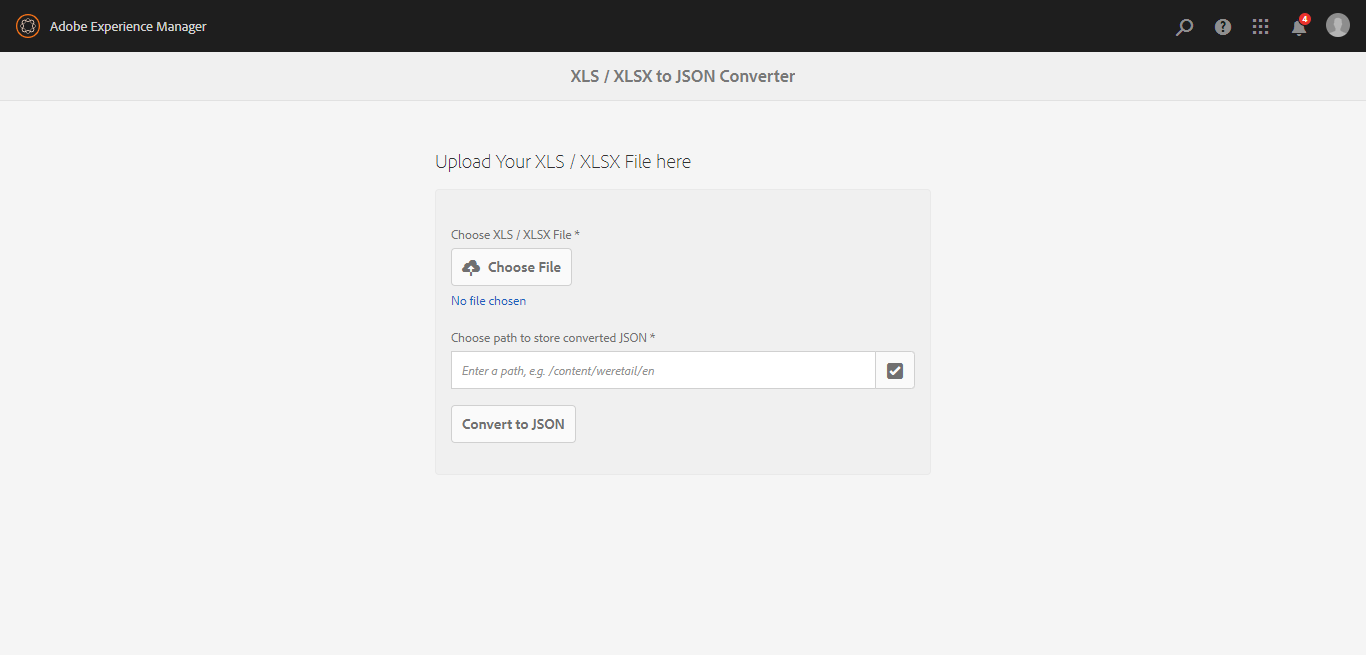 Adobe Experience Manager
4
XLS / XLSX to JSON Converter
Upload Your XLS / XLSX File here
Choose XLS / XLSX File *
Choose File
No file chosen
Choose path to store converted JSON *
Enter a path, e.g. /content/weretail/en
Convert to JSON